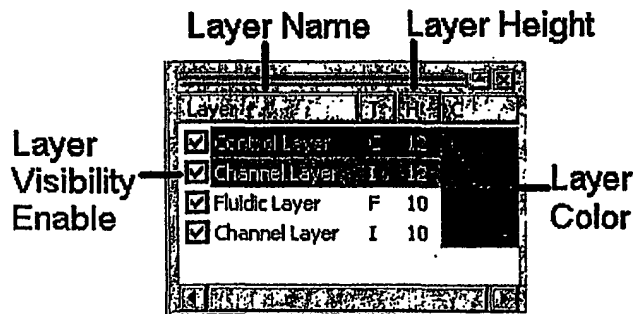 Layer Name Layer Height
Layer T H C
Control Layer C 12
Channel Layer I 12
Fluidic Layer F 10
Channel Layer I 10
Layer
Visibility
Enable
Layer
Color